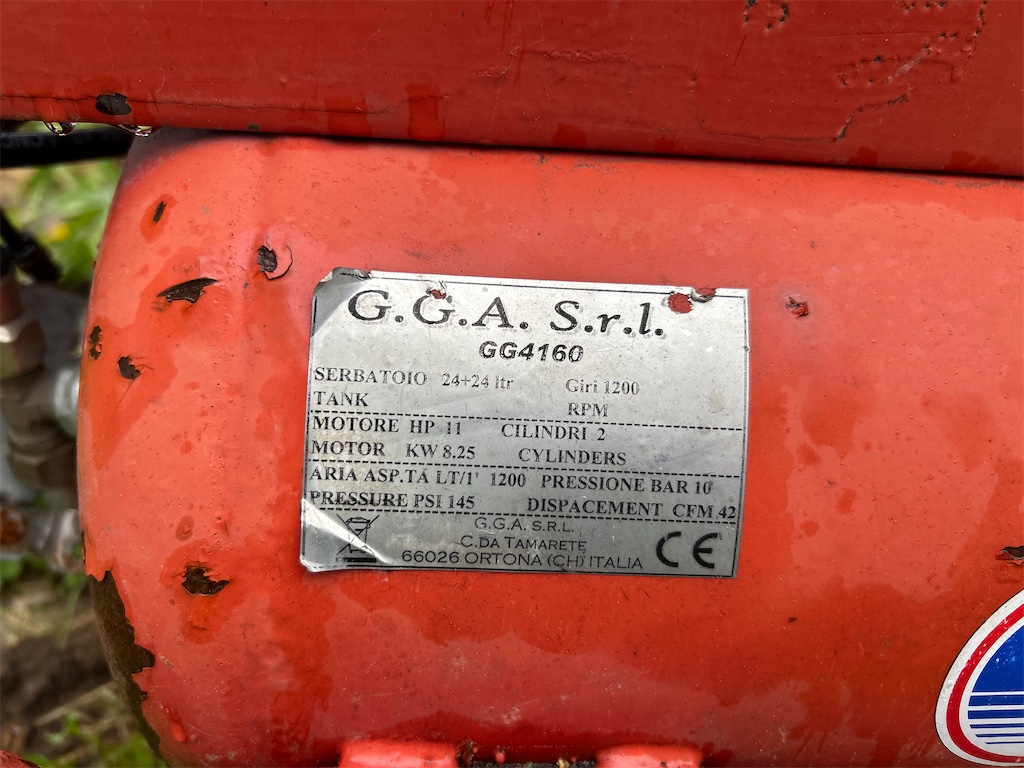 G.G.A. S.r.l.
GG4160
SERBATOIO 24+24 ltr Giri 1200
TANK RPM
MOTORE HP 11 CILINDRI 2
MOTOR KW 8.25 CYLINDERS
ARIA ASP.TA LT/1' 1200 PRESSIONE BAR 10
PRESSURE PSI 145 DISPACEMENT CFM 42
G.G.A. S.R.L.
C.DA TAMARETE
66026 ORTONA (CH) ITALIA
CE